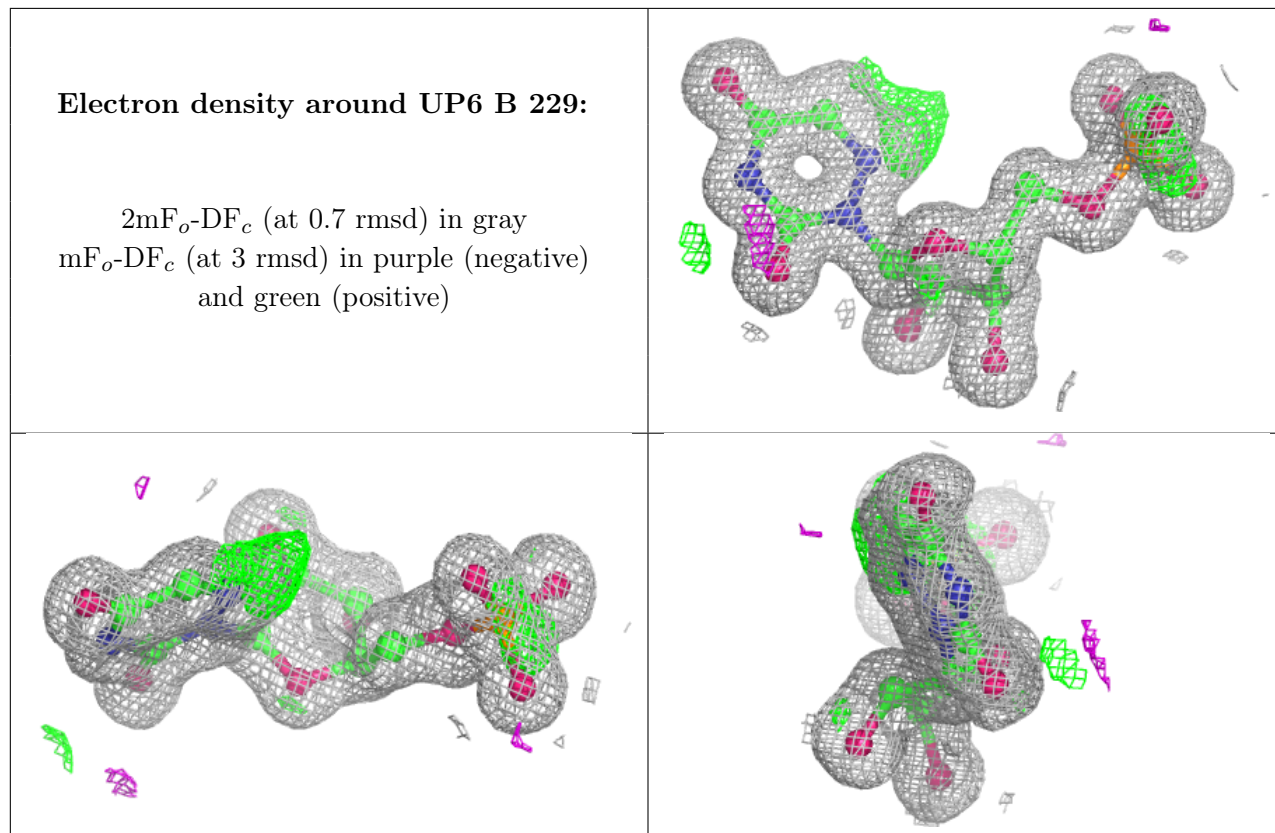 Electron density around UP6 B 229:
2mFo-DFc (at 0.7 rmsd) in gray
mFo-DFc (at 3 rmsd) in purple (negative)
and green (positive)